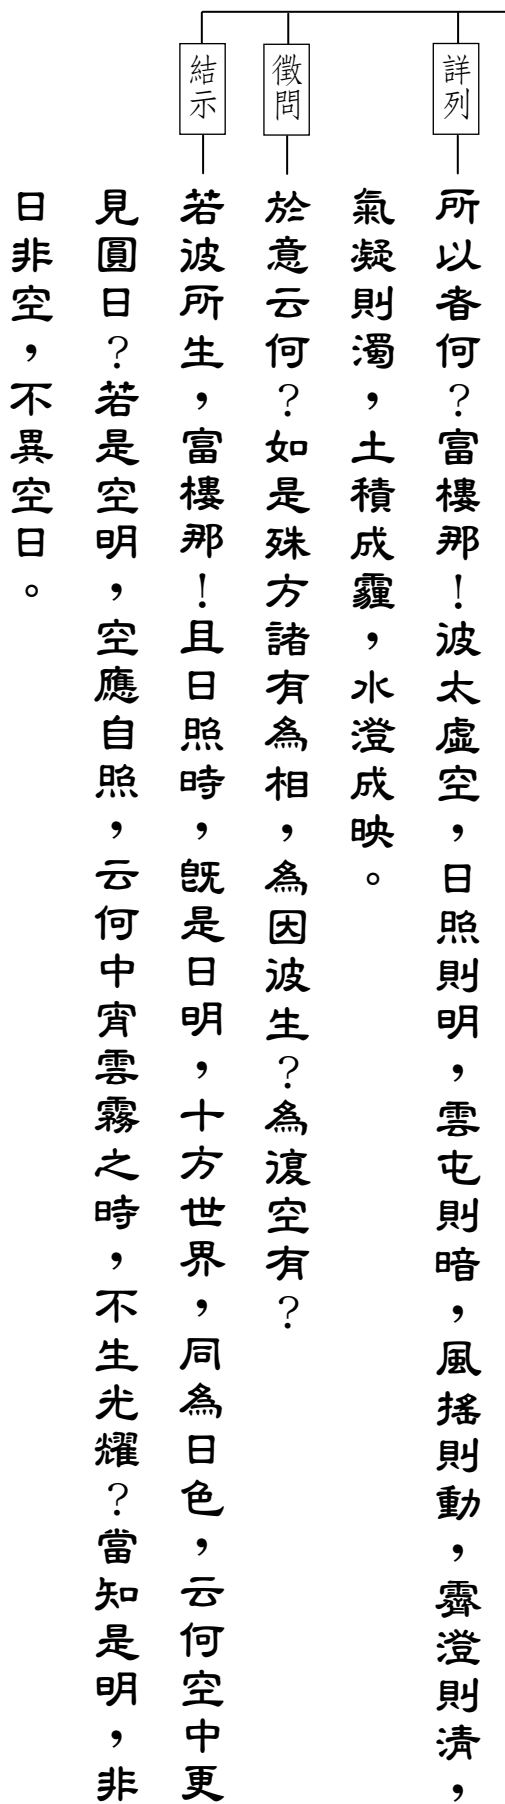 詳列
所以者何？富樓那！彼太虛空，日照則明，雲屯則暗，風搖則動，霽澄則清，
氣凝則濁，土積成霾，水澄成映。
徵問
於意云何？如是殊方諸有為相，為因彼生？為復空有？
結示
若彼所生，富樓那！且日照時，既是日明，十方世界，同為日色，云何空中更
見圓日？若是空明，空應自照，云何中宵雲霧之時，不生光耀？當知是明，非
日非空，不異空日。